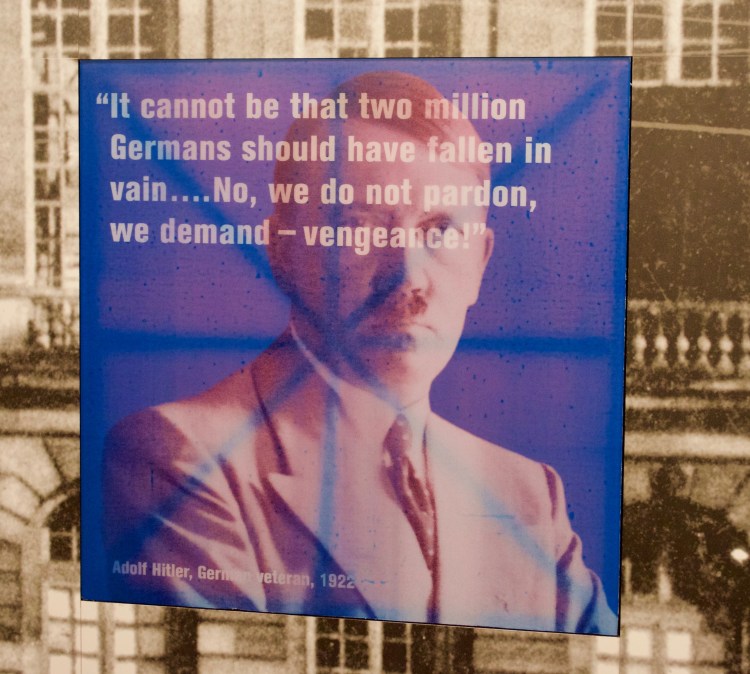 “It cannot be that two million
Germans should have fallen in
vain....No, we do not pardon,
we demand – vengeance!”
Adolf Hitler, German veteran, 1922